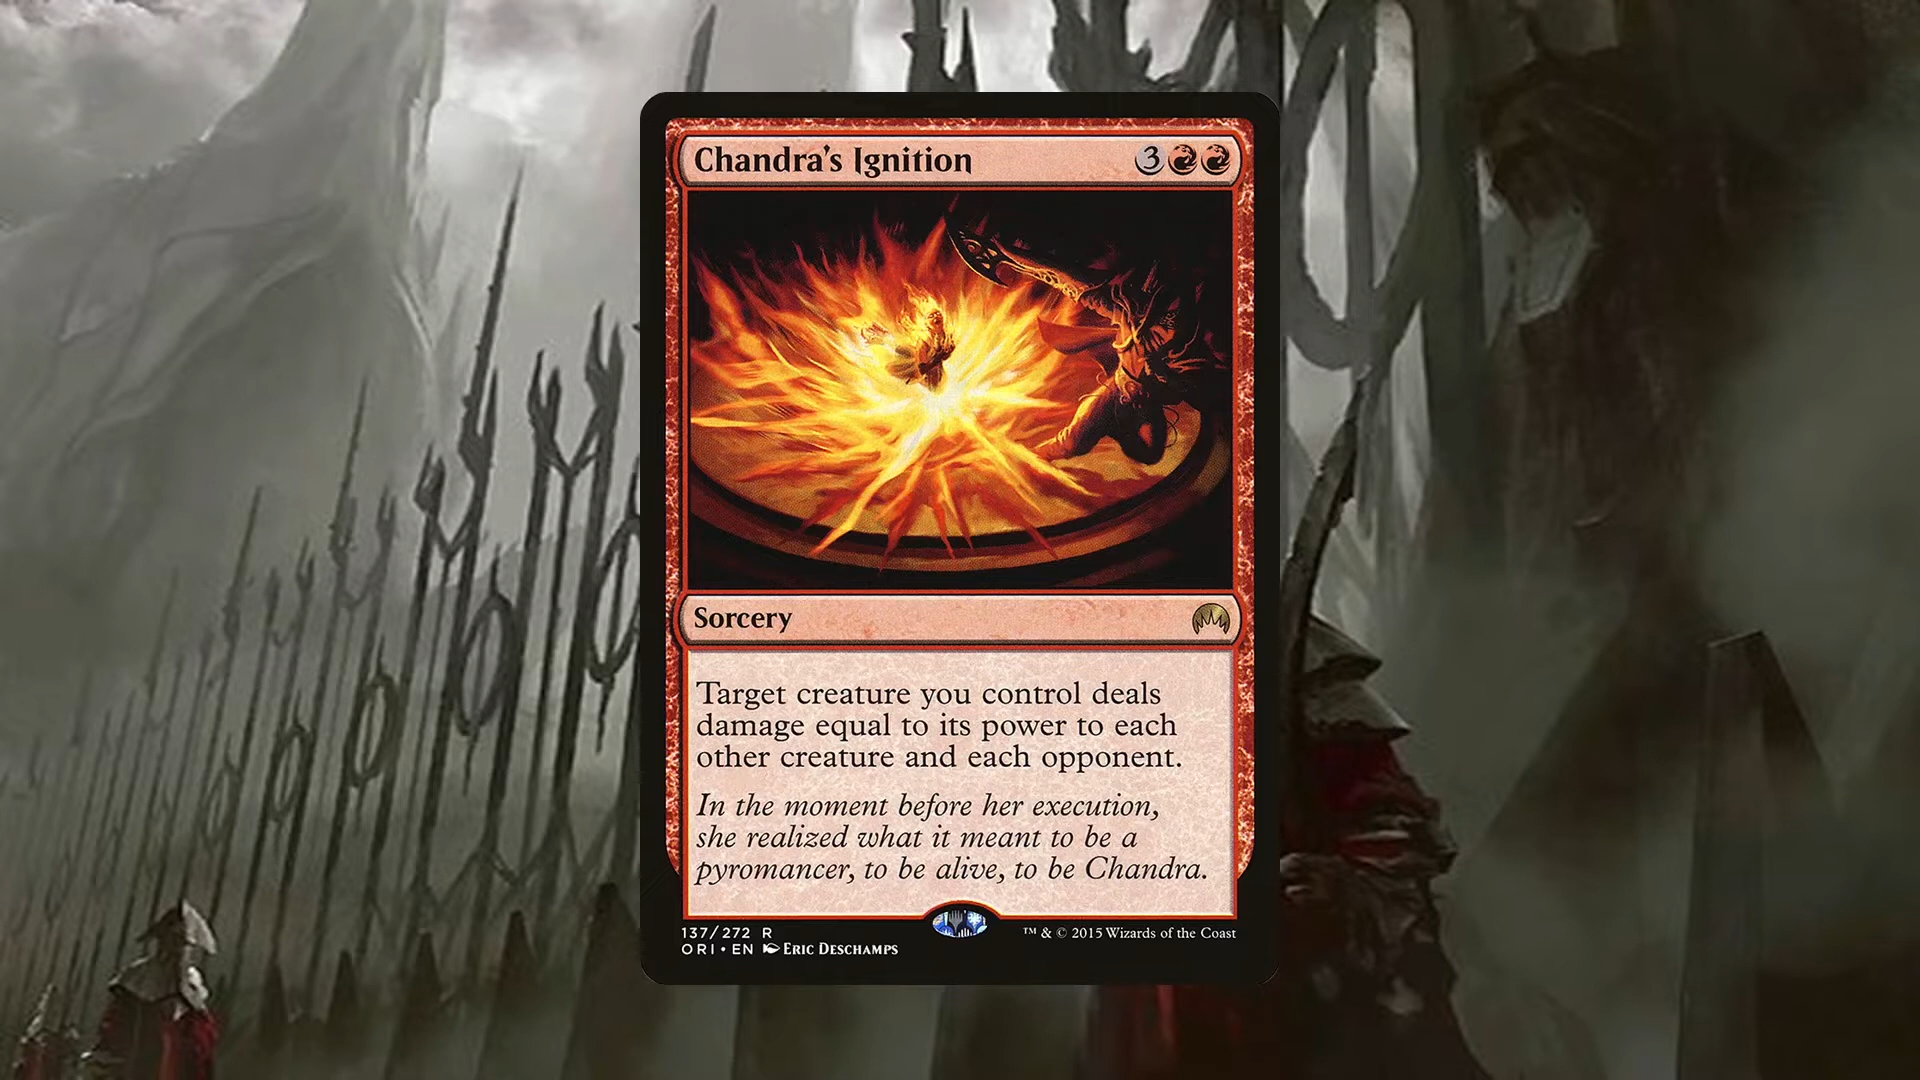 Chandra's Ignition 3
Sorcery
Target creature you control deals
damage equal to its power to each
other creature and each opponent.
In the moment before her execution,
she realized what it meant to be a
pyromancer, to be alive, to be Chandra.
137/272 R
ORI • EN Eric Deschamps
™ & © 2015 Wizards of the Coast